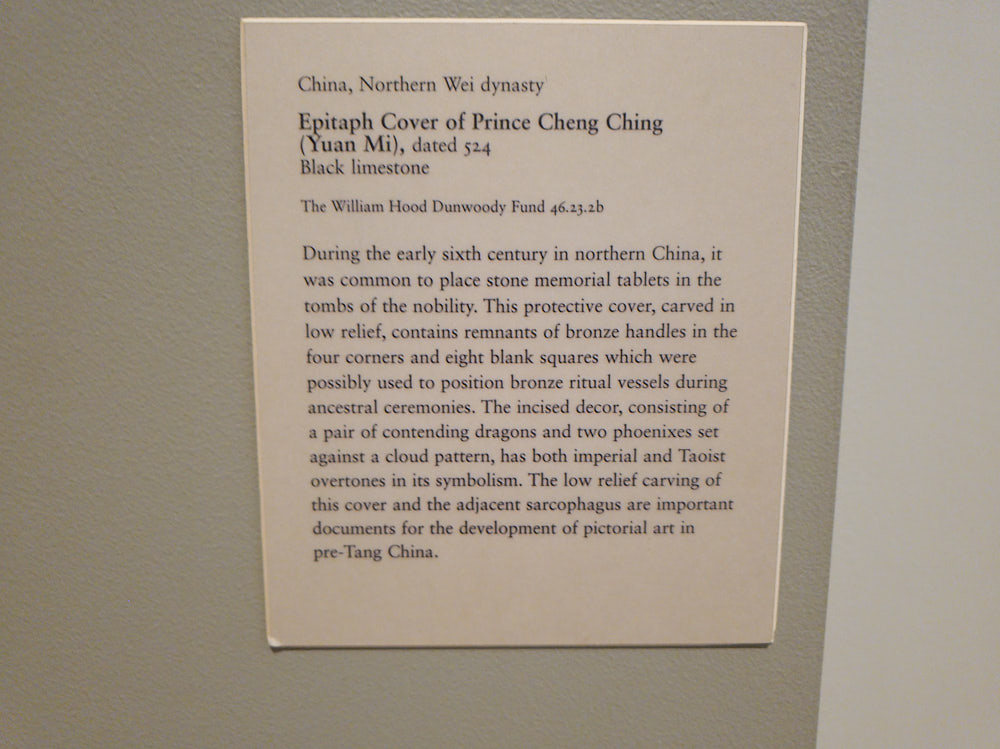 China, Northern Wei dynasty
Epitaph Cover of Prince Cheng Ching
(Yuan Mi), dated 524
Black limestone
The William Hood Dunwoody Fund 46.23.2b
During the early sixth century in northern China, it
was common to place stone memorial tablets in the
tombs of the nobility. This protective cover, carved in
low relief, contains remnants of bronze handles in the
four corners and eight blank squares which were
possibly used to position bronze ritual vessels during
ancestral ceremonies. The incised decor, consisting of
a pair of contending dragons and two phoenixes set
against a cloud pattern, has both imperial and Taoist
overtones in its symbolism. The low relief carving of
this cover and the adjacent sarcophagus are important
documents for the development of pictorial art in
pre-Tang China.